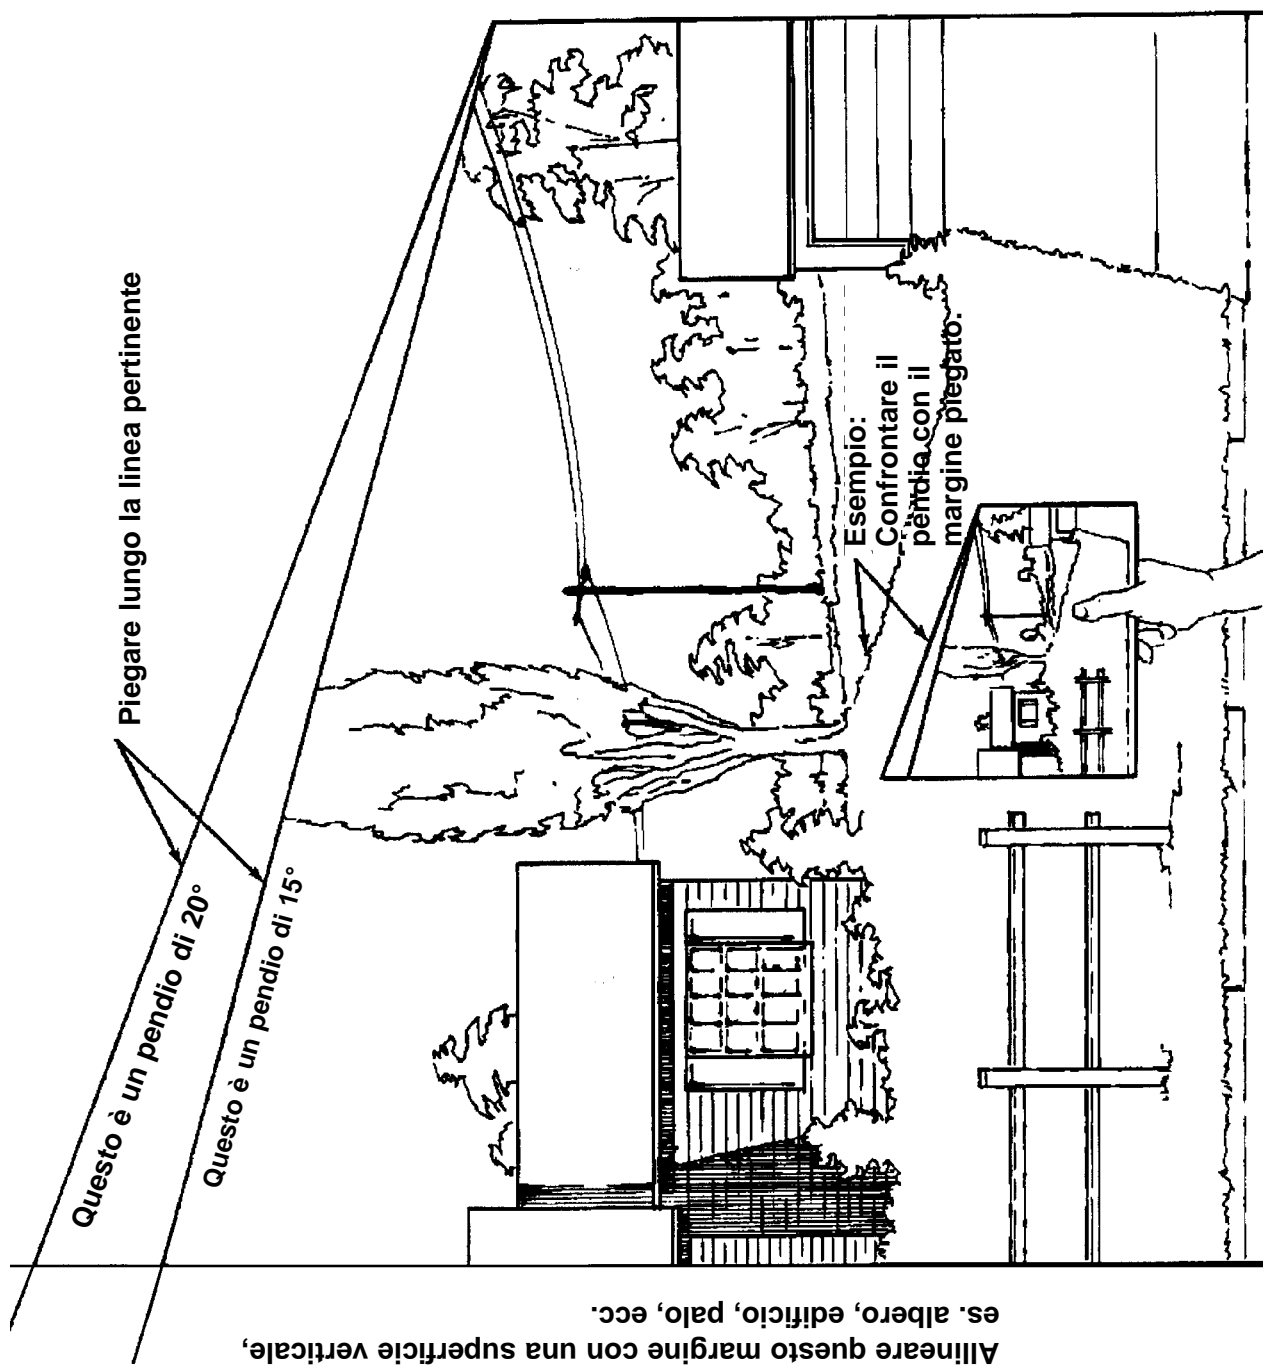 Piegare lungo la linea pertinente
Questo è un pendio di 20°
Questo è un pendio di 15°
Esempio:
Confrontare il
pendio con il
margine piegato.
Allineare questo margine con una superficie verticale,
es. albero, edificio, palo, ecc.